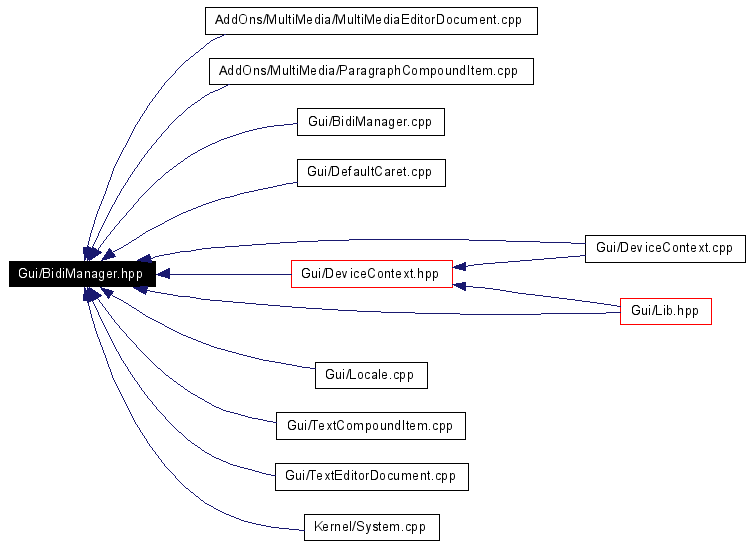 AddOns/MultiMedia/MultiMediaEditorDocument.cpp
AddOns/MultiMedia/ParagraphCompoundItem.cpp
Gui/BidiManager.cpp
Gui/DefaultCaret.cpp
Gui/DeviceContext.cpp
Gui/BidiManager.hpp
Gui/DeviceContext.hpp
Gui/Lib.hpp
Gui/Locale.cpp
Gui/TextCompoundItem.cpp
Gui/TextEditorDocument.cpp
Kernel/System.cpp